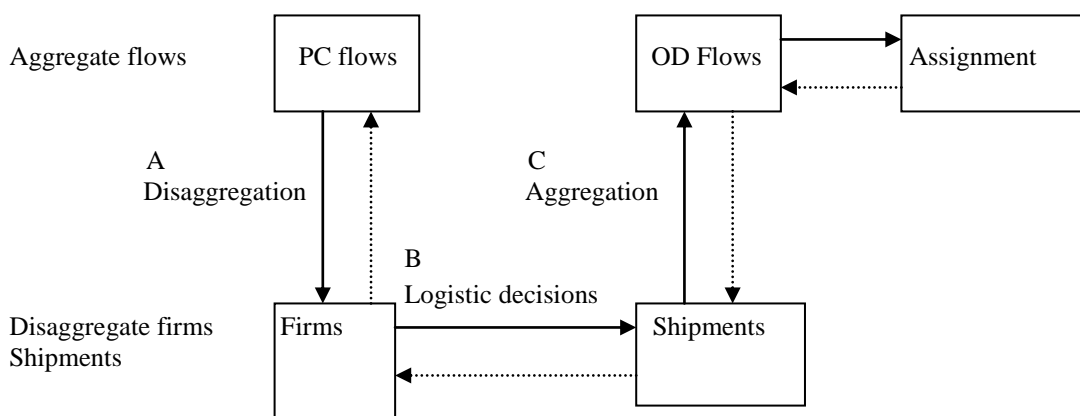 Aggregate flows
PC flows
OD Flows
Assignment
A
Disaggregation
C
Aggregation
B
Logistic decisions
Disaggregate firms
Shipments
Firms
Shipments